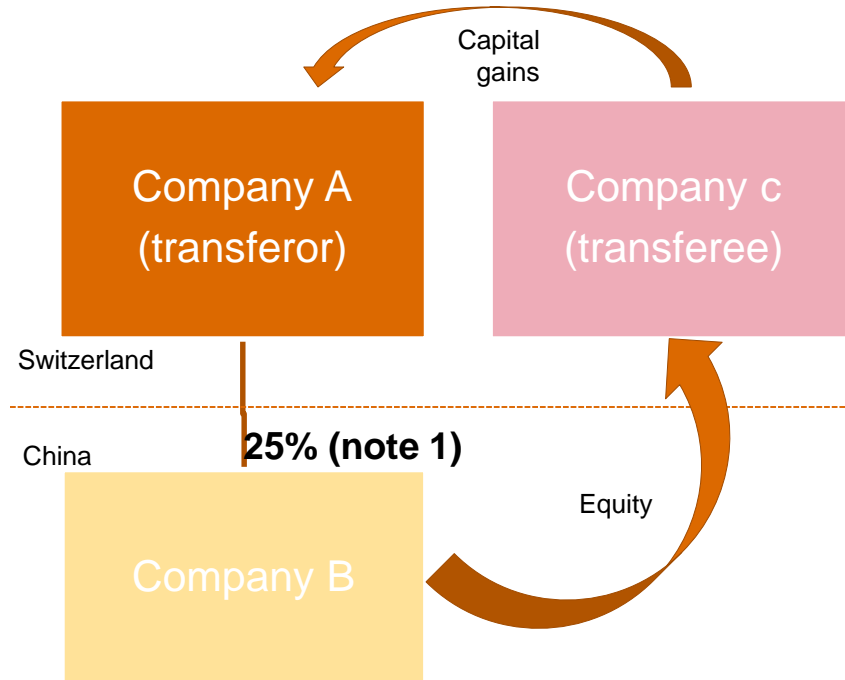 Capital
gains
Company A
(transferor)
Company c
(transferee)
Switzerland
China
25% (note 1)
Equity
Company B